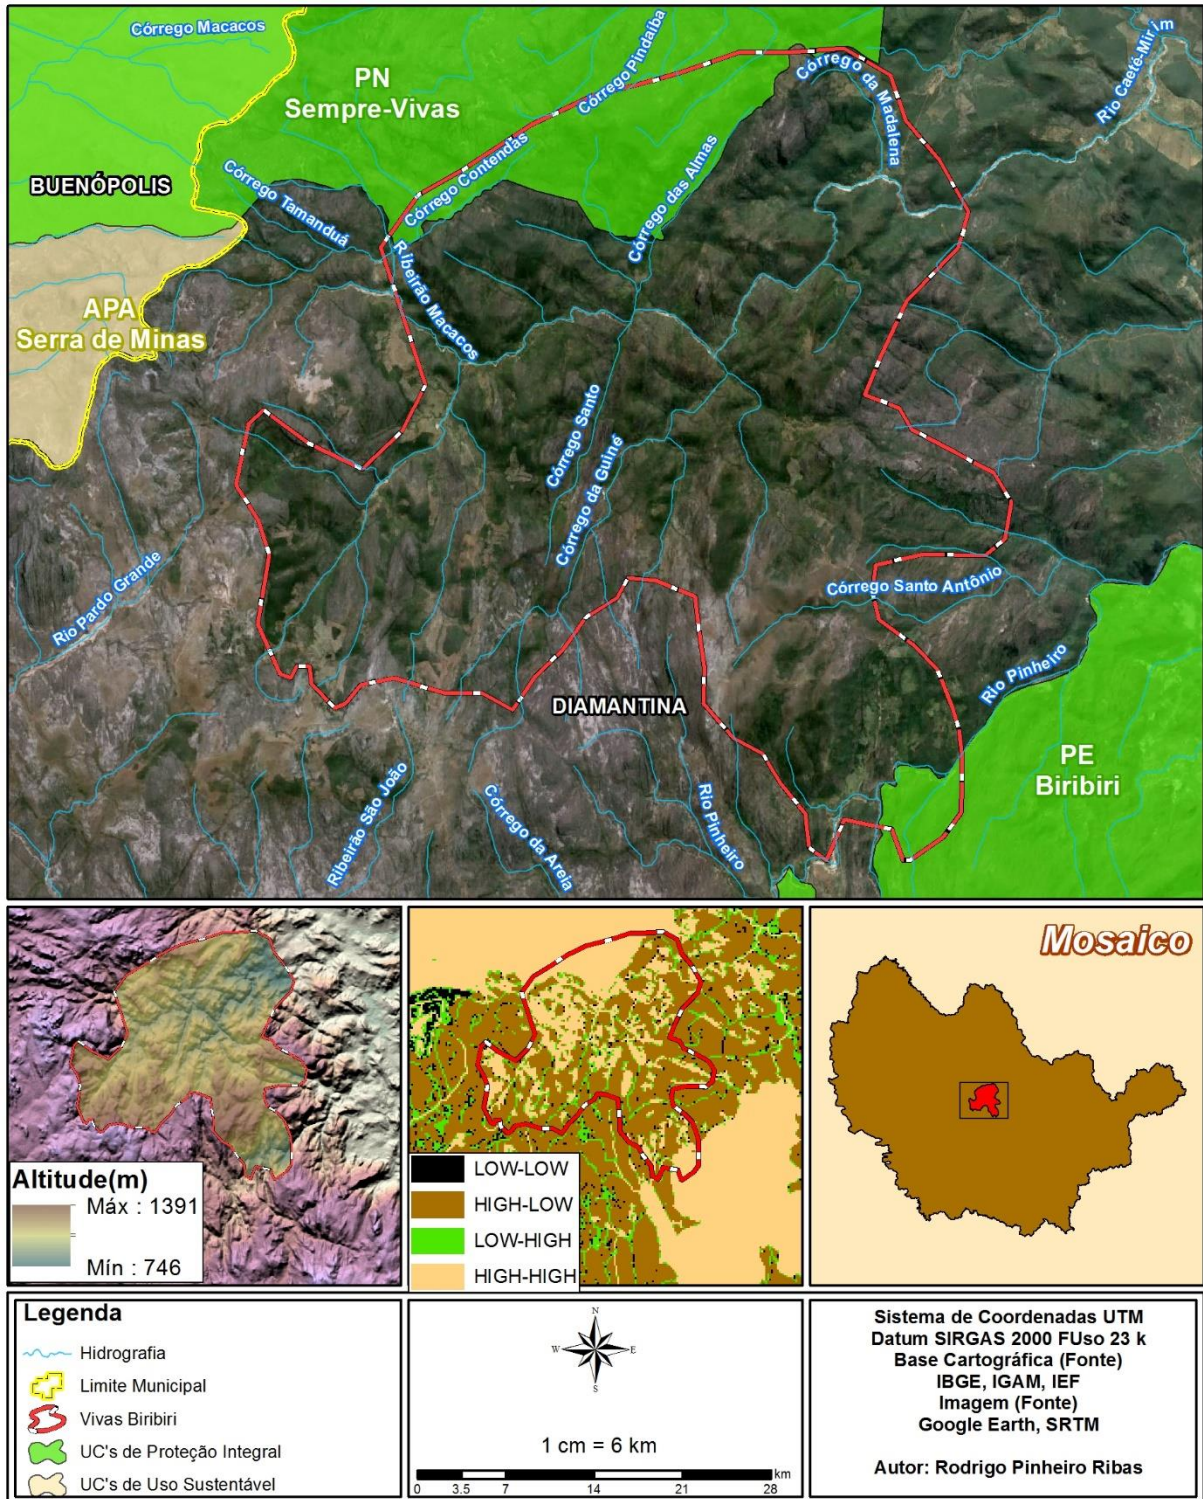 Córrego Macacos
PN
Sempre-Vivas
Córrego Pindaíba
Córrego da Madalena
Rio Caeté-Mirim
BUENÓPOLIS
Córrego Tamanduá
Córrego Contendas
Córrego das Almas
Ribeirão Macacos
APA
Serra de Minas
Córrego Santo
Córrego da Guiné
Rio Pardo Grande
Córrego Santo Antônio
Rio Pinheiro
DIAMANTINA
PE
Biribiri
Ribeirão São João
Córrego da Areia
Rio Pinheiro
Altitude(m)
Máx : 1391
Mín : 746
LOW-LOW
HIGH-LOW
LOW-HIGH
HIGH-HIGH
Mosaico
Legenda
Hidrografia
Limite Municipal
Vivas Biribiri
UC's de Proteção Integral
UC's de Uso Sustentável
N
W
E
S
1 cm = 6 km
km
0 3.5 7 14 21 28
Sistema de Coordenadas UTM
Datum SIRGAS 2000 FUso 23 k
Base Cartográfica (Fonte)
IBGE, IGAM, IEF
Imagem (Fonte)
Google Earth, SRTM
Autor: Rodrigo Pinheiro Ribas